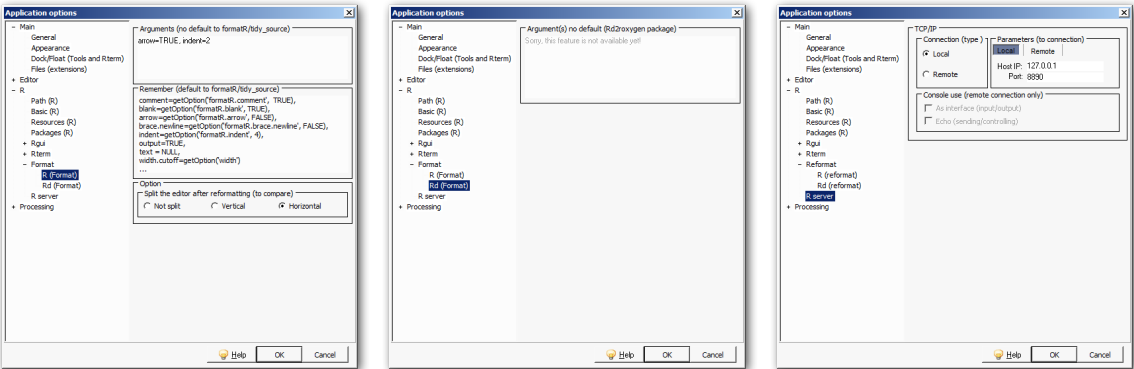 Application options
- Main
General
Appearance
Dock/Float (Tools and Rterm)
Files (extensions)
+ Editor
- R
Path (R)
Basic (R)
Resources (R)
Packages (R)
+ Rgui
+ Rterm
- Format
R (Format)
Rd (Format)
R server
+ Processing
Arguments (no default to formatR/tidy_source)
arrow=TRUE, indent=2
Remember (default to formatR/tidy_source)
comment=getOption('formatR.comment', TRUE),
blank=getOption('formatR.blank', TRUE),
arrow=getOption('formatR.arrow', FALSE),
brace.newline=getOption('formatR.brace.newline', FALSE),
indent=getOption('formatR.indent', 4),
output=TRUE,
text = NULL,
width.cutoff=getOption('width')
...
Option
Split the editor after reformatting (to compare)
Not split Vertical Horizontal
Help OK Cancel
Application options
- Main
General
Appearance
Dock/Float (Tools and Rterm)
Files (extensions)
+ Editor
- R
Path (R)
Basic (R)
Resources (R)
Packages (R)
+ Rgui
+ Rterm
- Format
R (Format)
Rd (Format)
R server
+ Processing
Argument(s) no default (Rd2roxygen package)
Sorry, this feature is not available yet!
Help OK Cancel
Application options
- Main
General
Appearance
Dock/Float (Tools and Rterm)
Files (extensions)
+ Editor
- R
Path (R)
Basic (R)
Resources (R)
Packages (R)
+ Rgui
+ Rterm
- Reformat
R (reformat)
Rd (reformat)
R server
+ Processing
TCP/IP
Connection (type )
Local
Remote
Parameters (to connection)
Local Remote
Host IP: 127.0.0.1
Port: 8890
Console use (remote connection only)
As interface (input/output)
Echo (sending/controlling)
Help OK Cancel